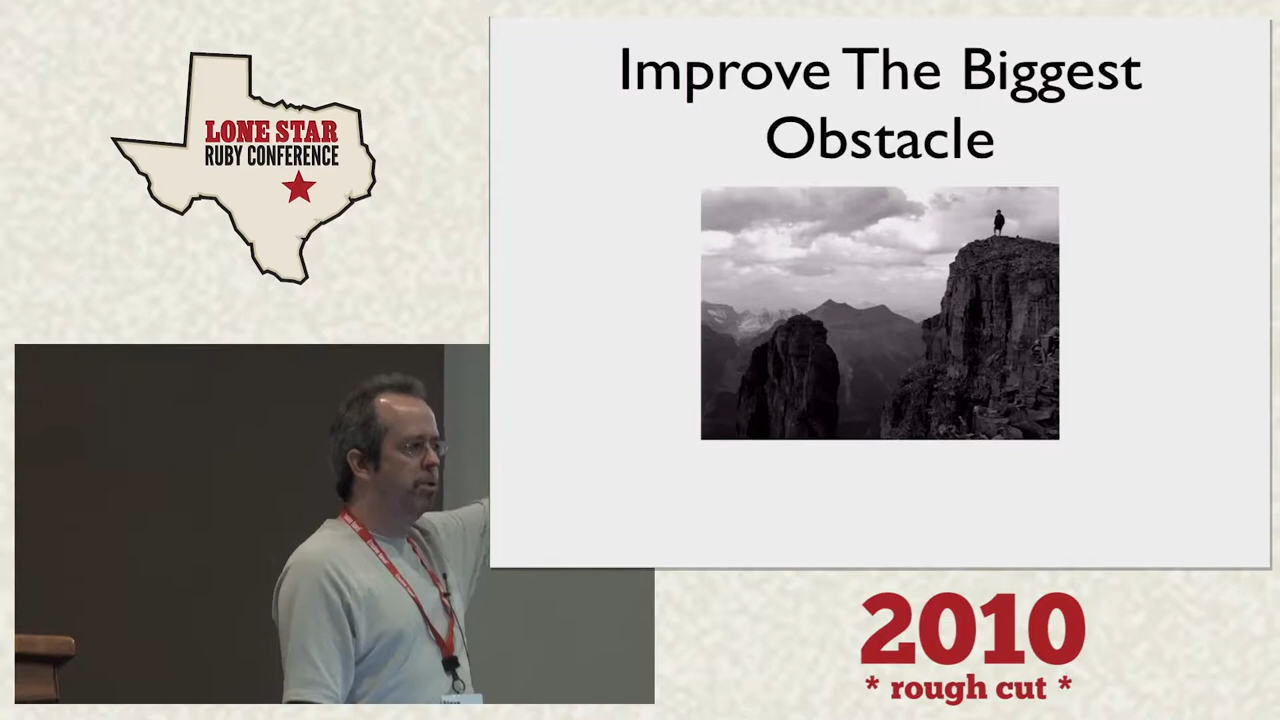 LONE STAR
RUBY CONFERENCE
Improve The Biggest
Obstacle
2010
* rough cut *